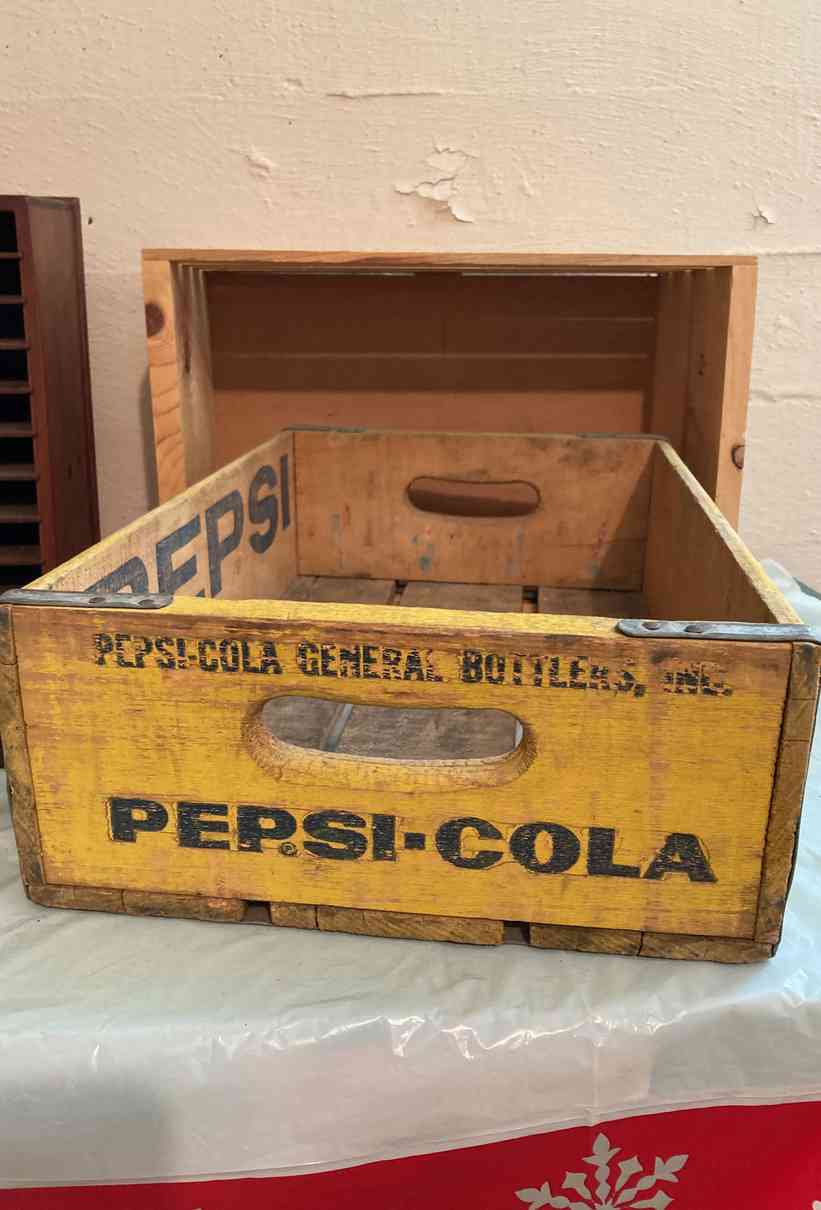 PEPSI
PEPSI-COLA GENERAL BOTTLERS, INC.
PEPSI-COLA